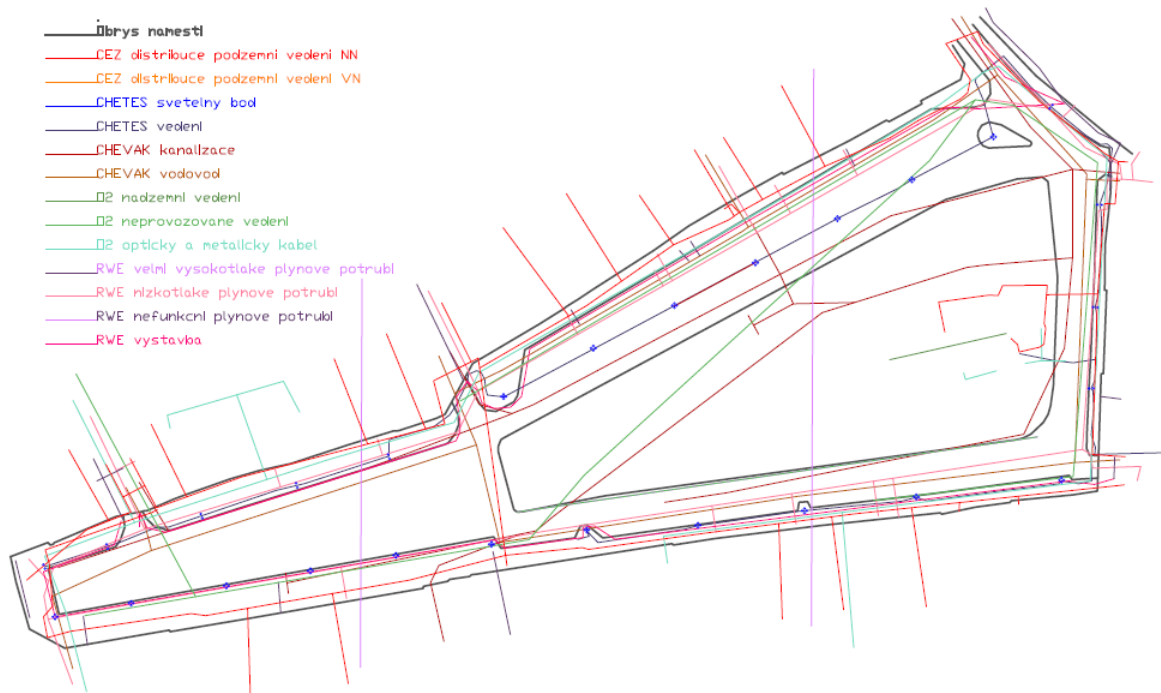 Obrys namesti
CEZ distribuce podzemni vedeni NN
CEZ distribuce podzemni vedeni VN
CHETES svetelny bod
CHETES vedeni
CHEVAK kanalizace
CHEVAK vodovod
O2 nadzemni vedeni
O2 neprovozovane vedeni
O2 opticky a metalicky kabel
RWE velmi vysokotlake plynove potrubi
RWE nizkotlake plynove potrubi
RWE nefunkcni plynove potrubi
RWE vystavba